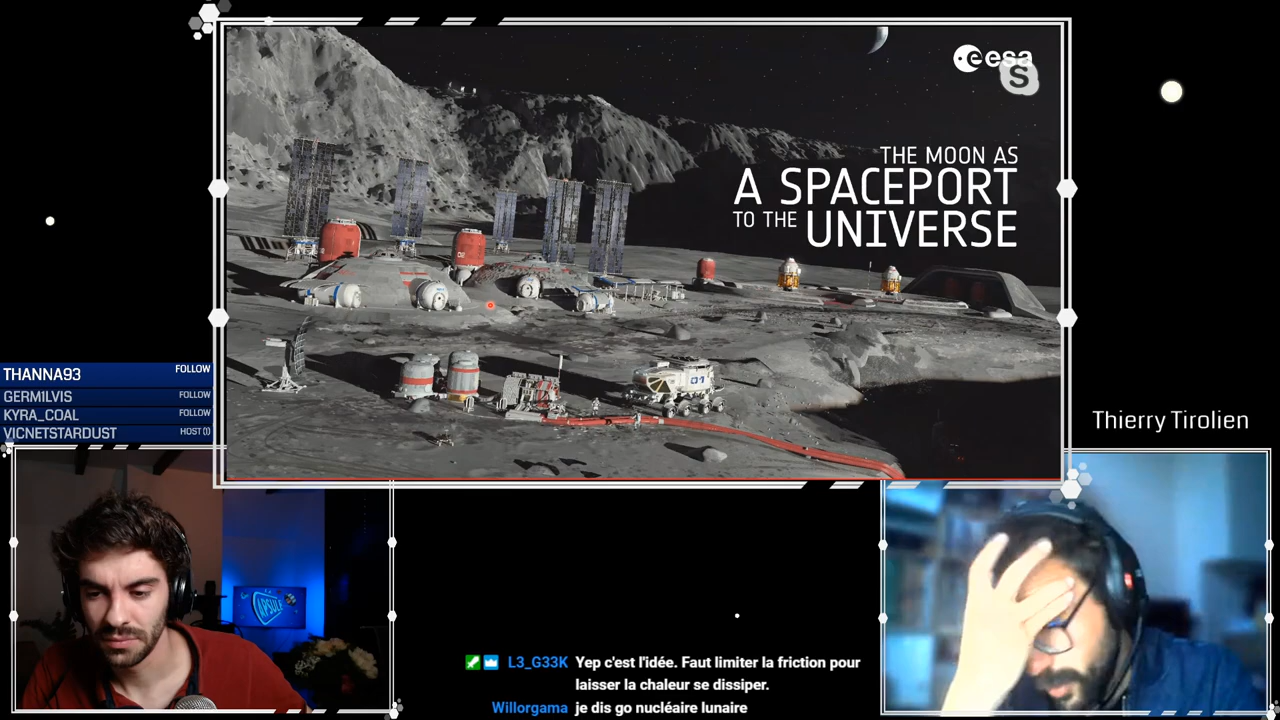 esa
S
THE MOON AS
A SPACEPORT
TO THE UNIVERSE
01
THANNA93 FOLLOW
GERMILVIS FOLLOW
KYRA_COAL FOLLOW
VICNETSTARDUST HOST (1)
Thierry Tirolien
APSULE
L3_G33K Yep c'est l'idée. Faut limiter la friction pour
laisser la chaleur se dissiper.
Willorgama je dis go nucléaire lunaire